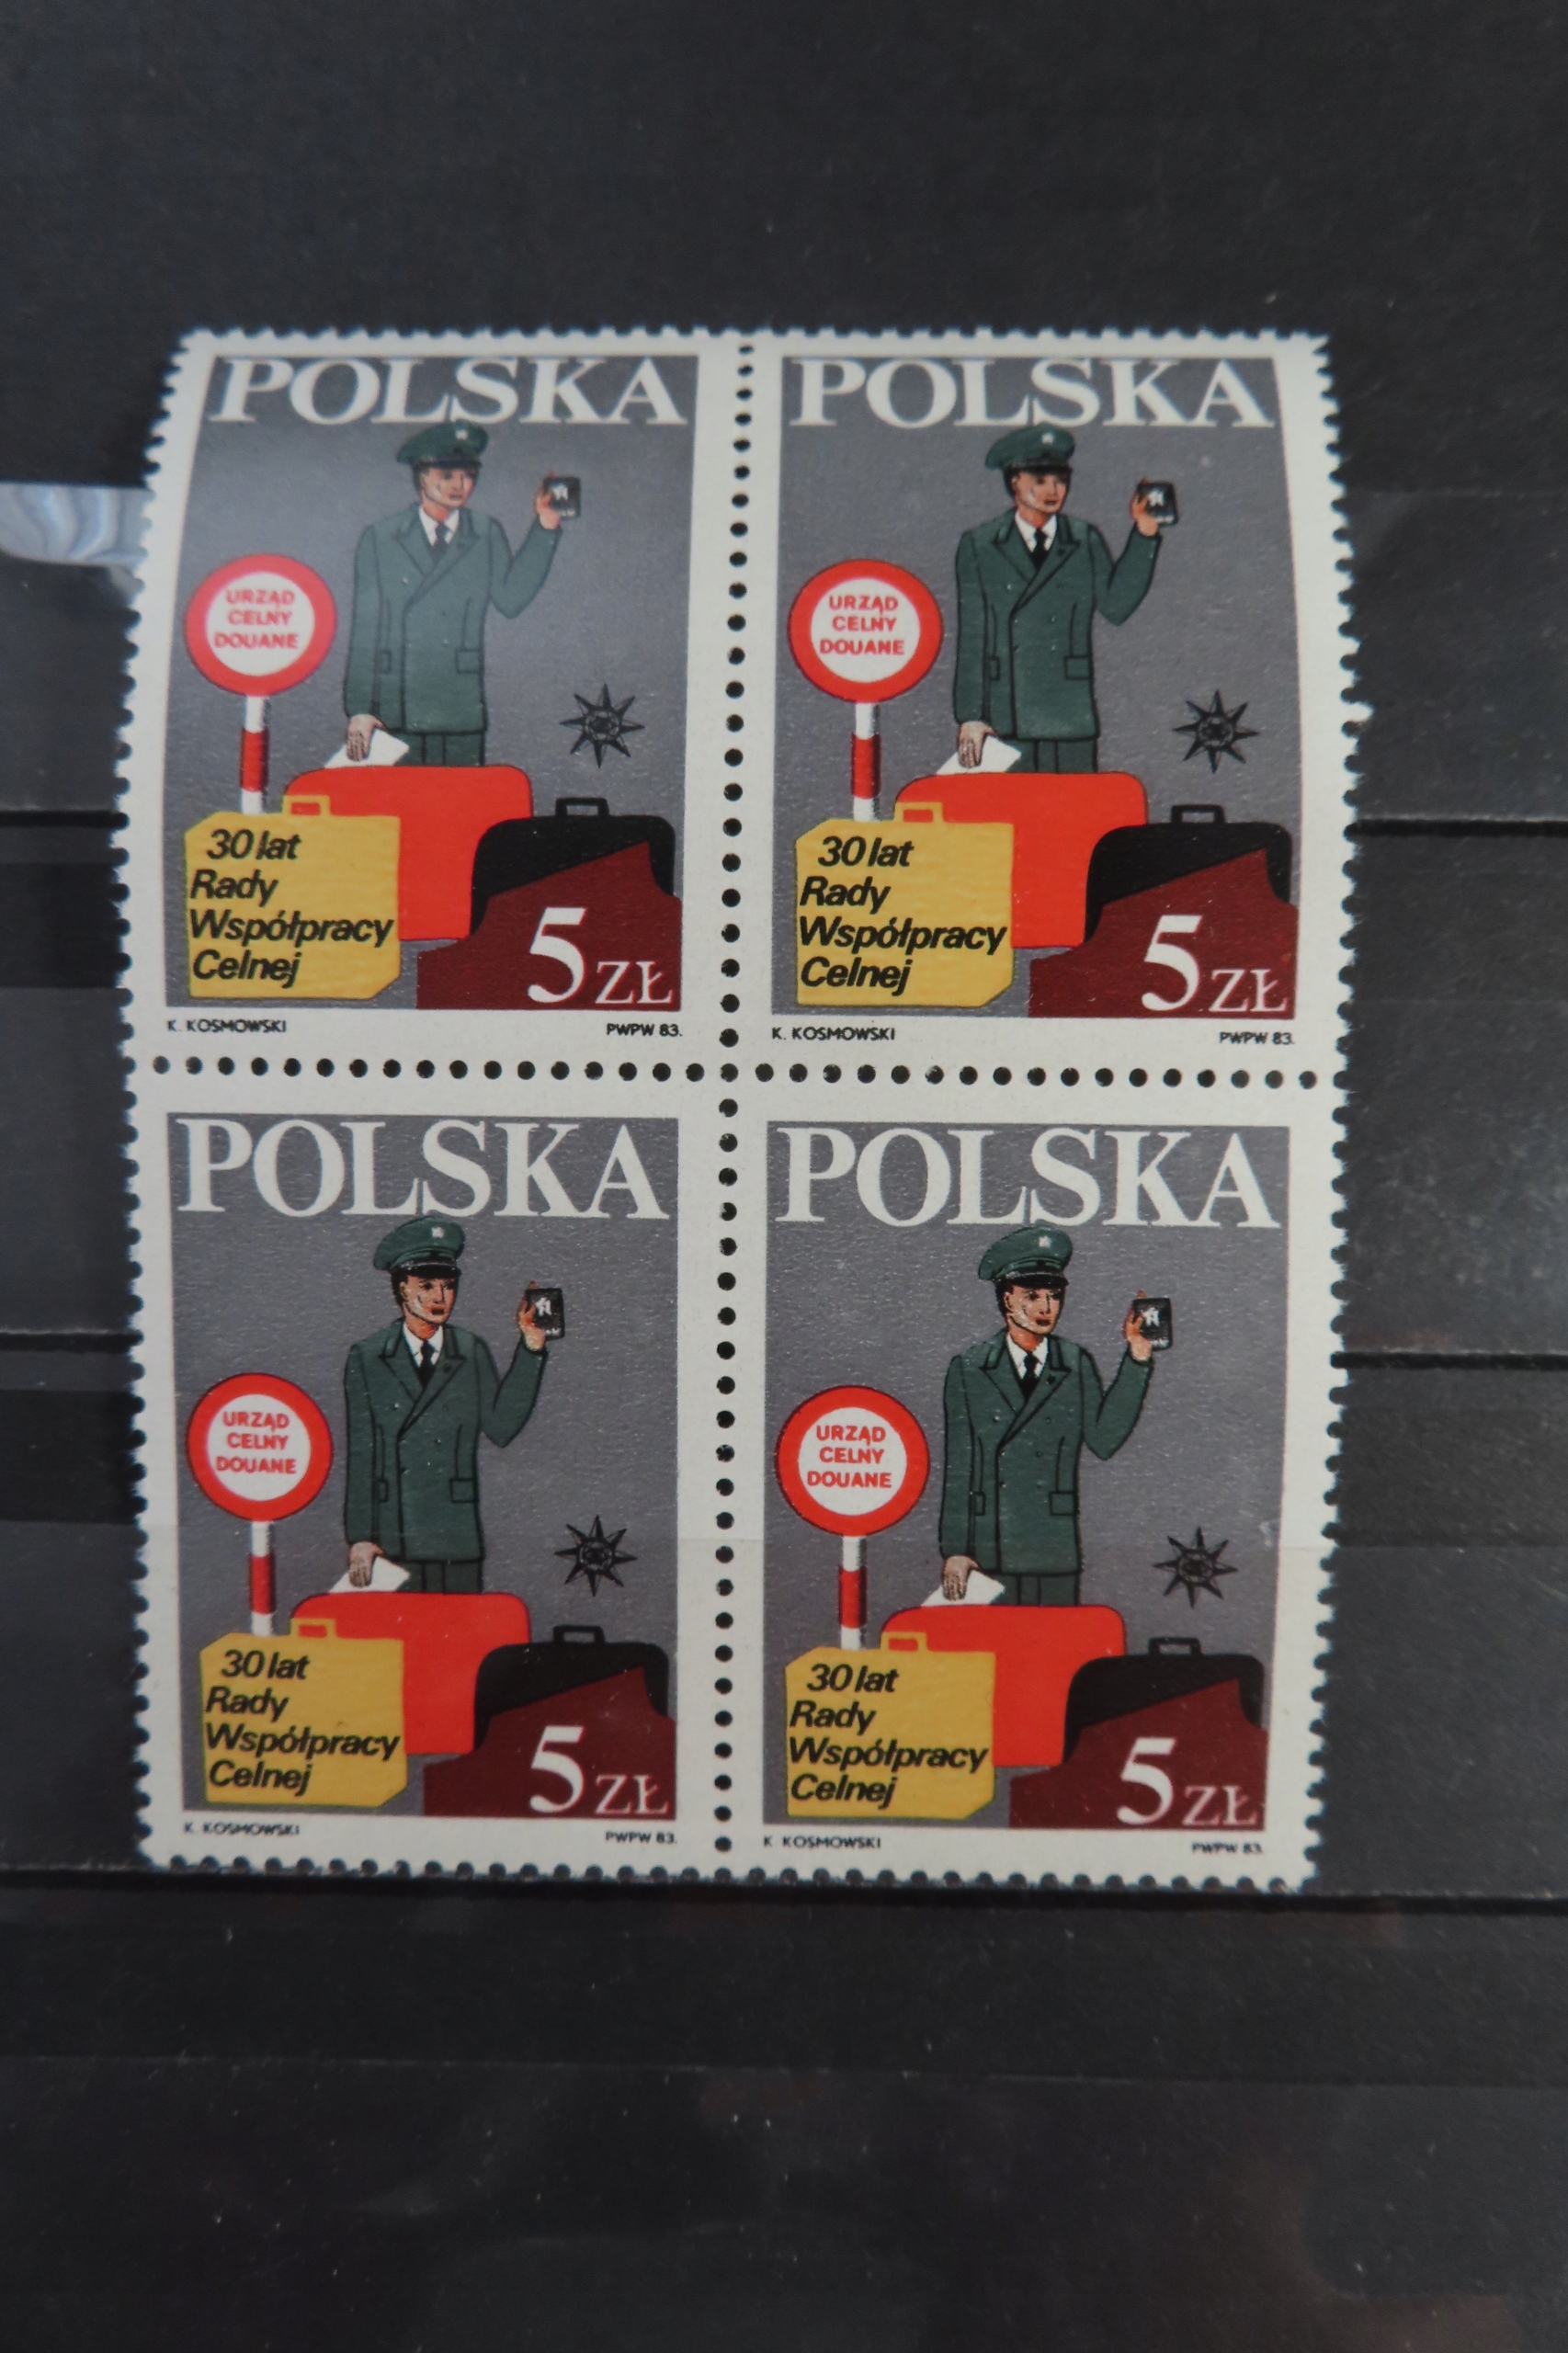 POLSKA
URZĄD
CELNY
DOUANE
30 lat
Rady
Współpracy
Celnej
5 ZŁ
K. KOSMOWSKI
PWPW 83.
POLSKA
URZĄD
CELNY
DOUANE
30 lat
Rady
Współpracy
Celnej
5 ZŁ
K. KOSMOWSKI
PWPW 83.
POLSKA
URZĄD
CELNY
DOUANE
30 lat
Rady
Współpracy
Celnej
5 ZŁ
K. KOSMOWSKI
PWPW 83.
POLSKA
URZĄD
CELNY
DOUANE
30 lat
Rady
Współpracy
Celnej
5 ZŁ
K. KOSMOWSKI
PWPW 83.